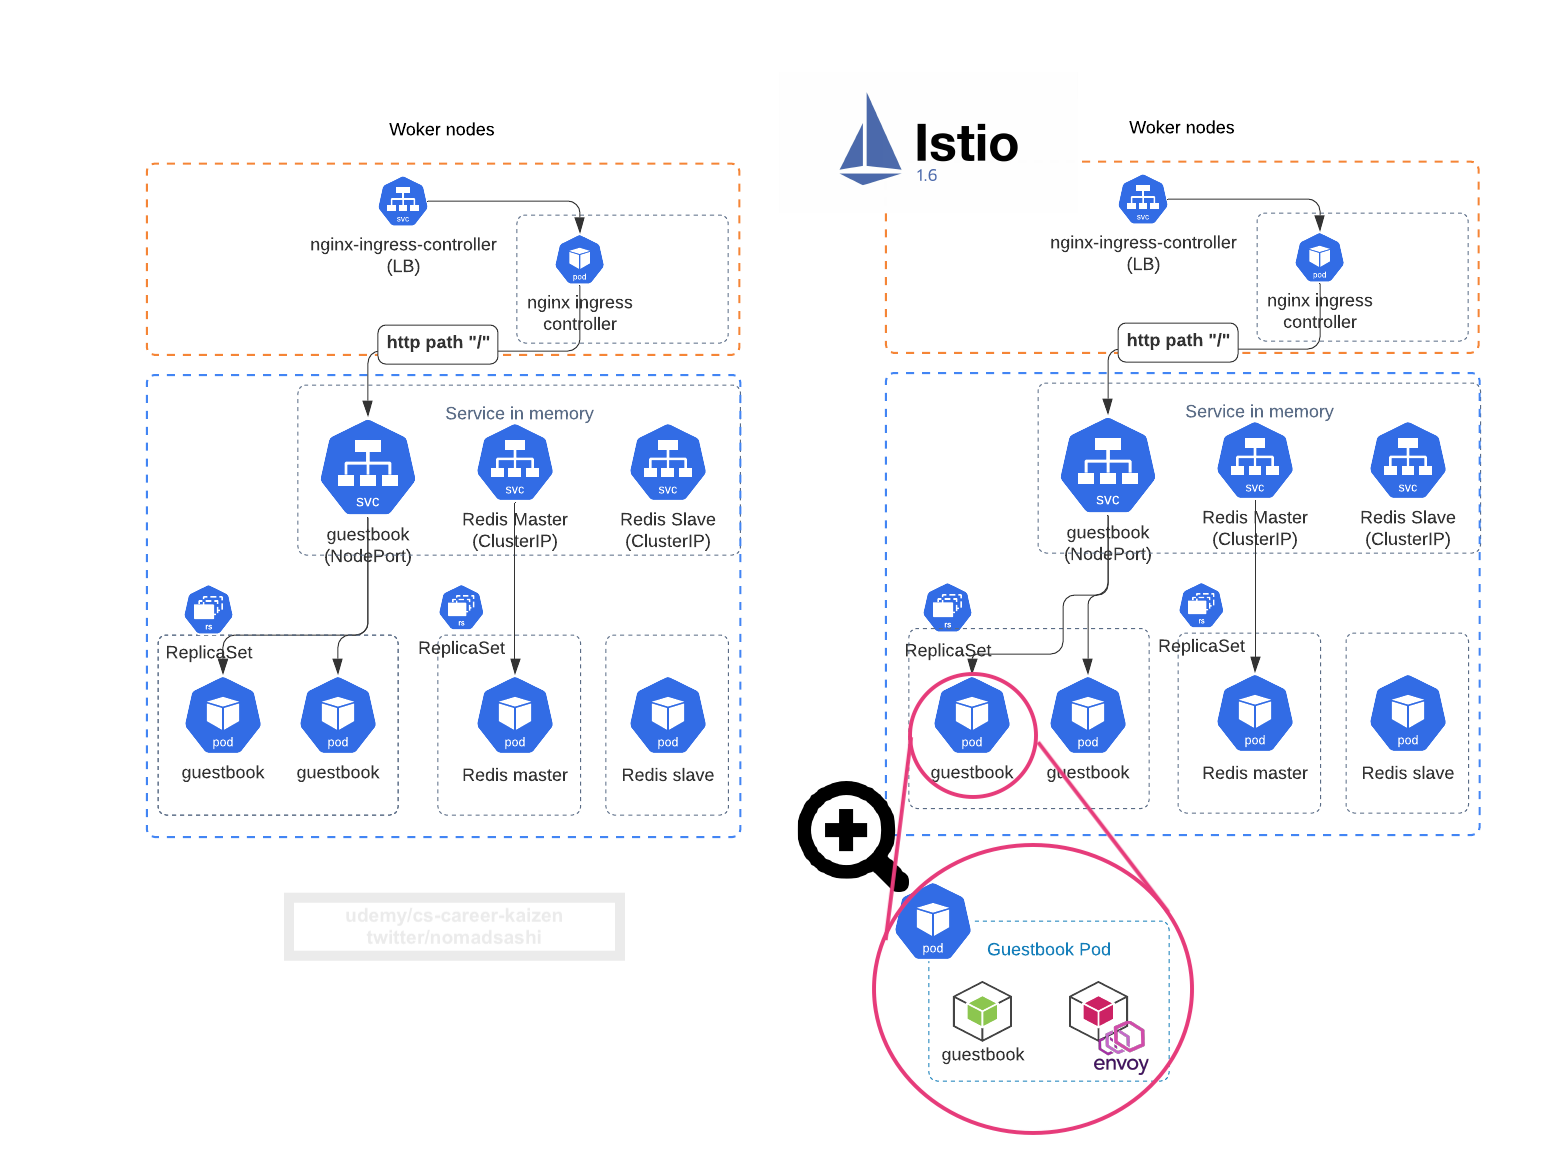 Woker nodes
svc
nginx-ingress-controller
(LB)
pod
nginx ingress
controller
http path "/"
Service in memory
svc
guestbook
(NodePort)
svc
Redis Master
(ClusterIP)
svc
Redis Slave
(ClusterIP)
rs
ReplicaSet
rs
ReplicaSet
pod
guestbook
pod
guestbook
pod
Redis master
pod
Redis slave
udemy/cs-career-kaizen
twitter/nomadsashi
Istio
1.6
Woker nodes
svc
nginx-ingress-controller
(LB)
pod
nginx ingress
controller
http path "/"
Service in memory
svc
guestbook
(NodePort)
svc
Redis Master
(ClusterIP)
svc
Redis Slave
(ClusterIP)
rs
ReplicaSet
rs
ReplicaSet
pod
guestbook
pod
guestbook
pod
Redis master
pod
Redis slave
pod
Guestbook Pod
guestbook
envoy